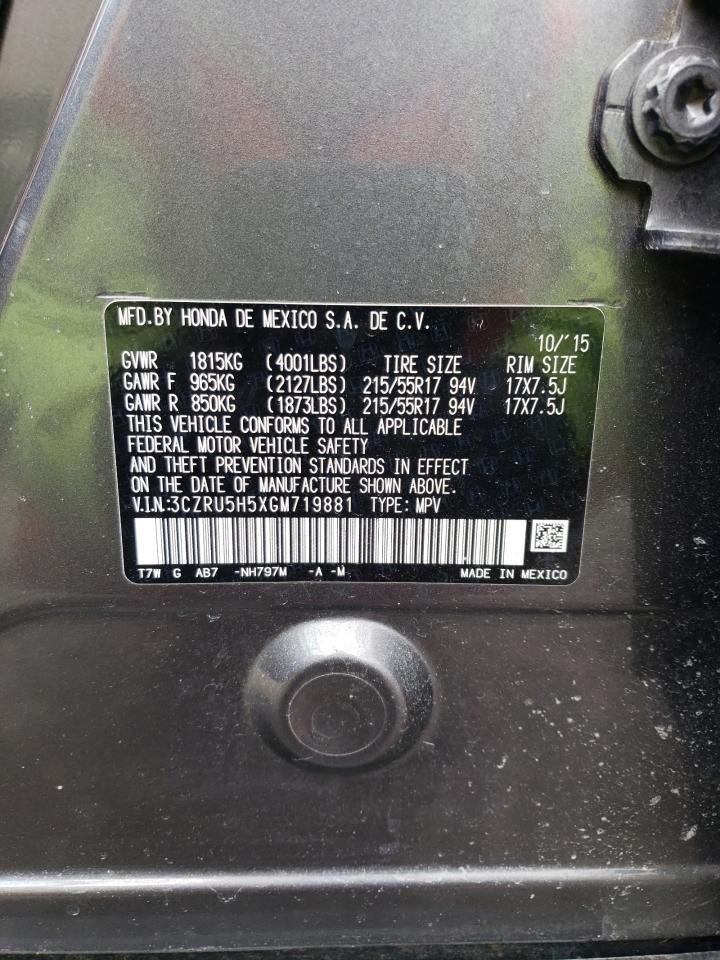 MFD.BY HONDA DE MEXICO S.A. DE C.V.
10/'15
GVWR 1815KG (4001LBS) TIRE SIZE RIM SIZE
GAWR F 965KG (2127LBS) 215/55R17 94V 17X7.5J
GAWR R 850KG (1873LBS) 215/55R17 94V 17X7.5J
THIS VEHICLE CONFORMS TO ALL APPLICABLE
FEDERAL MOTOR VEHICLE SAFETY
AND THEFT PREVENTION STANDARDS IN EFFECT
ON THE DATE OF MANUFACTURE SHOWN ABOVE.
V.I.N.:3CZRU5H5XGM719881 TYPE: MPV
T7W G AB7 -NH797M -A -M MADE IN MEXICO